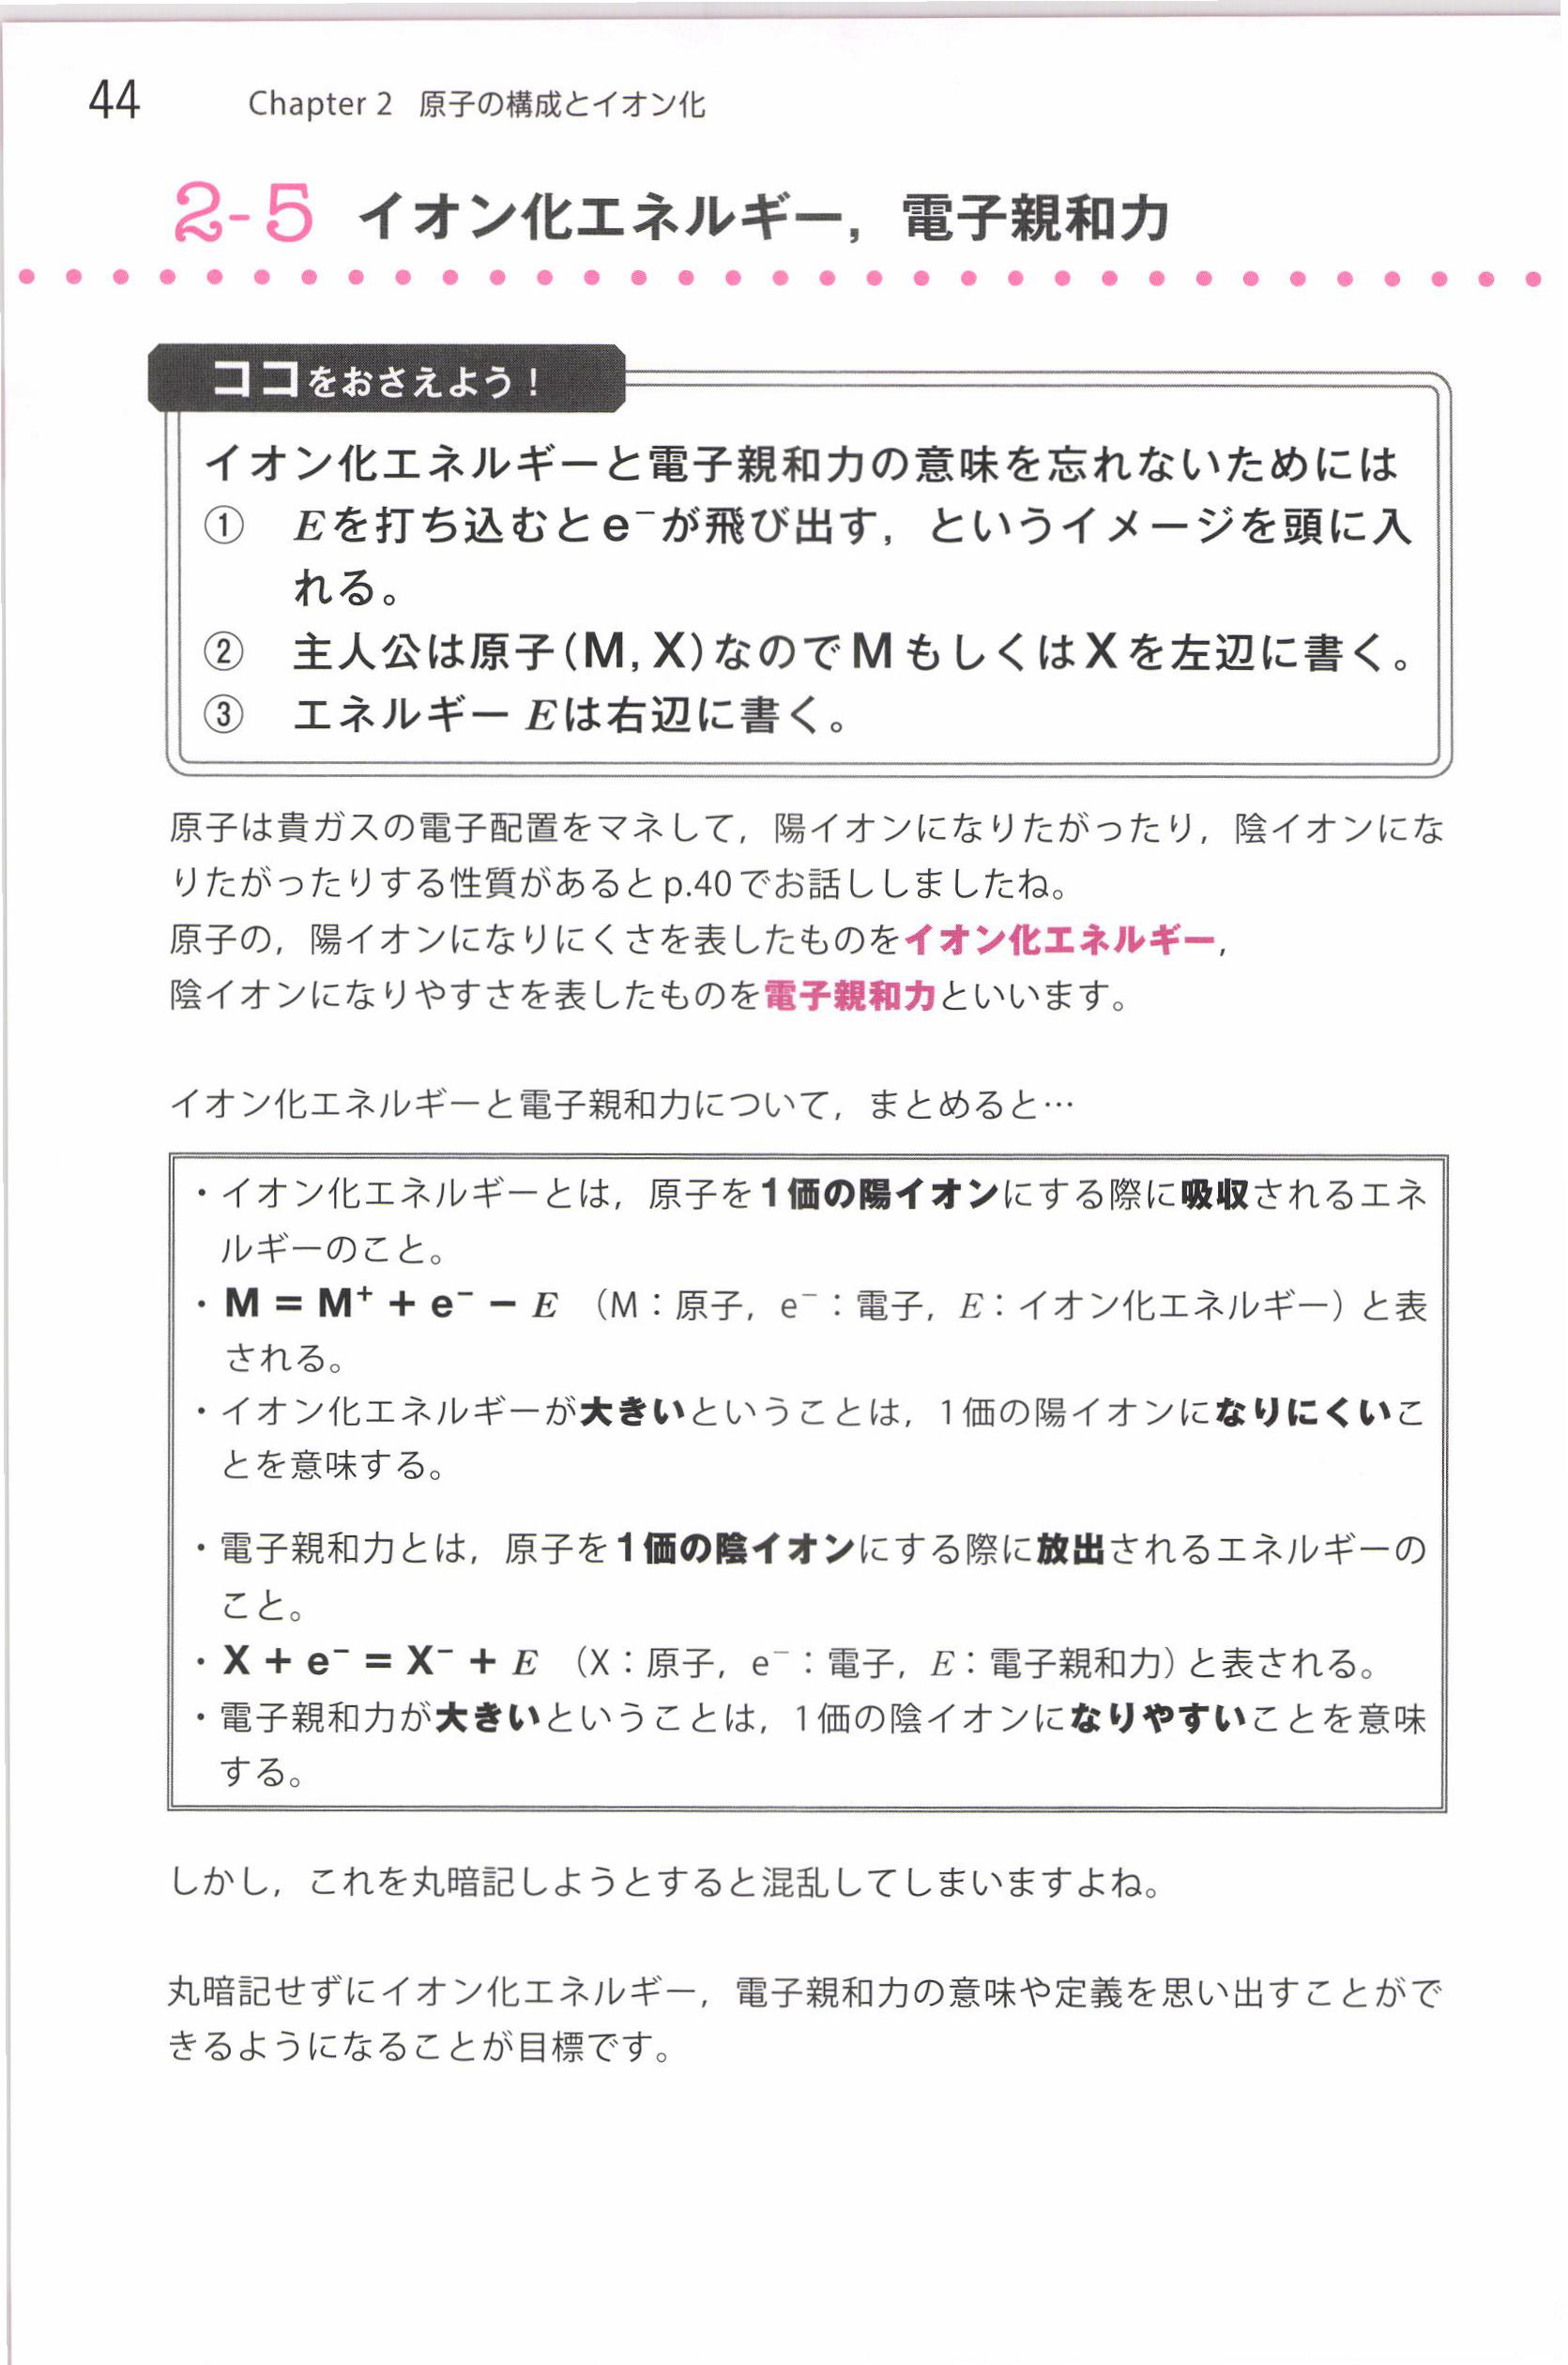 44
Chapter 2 原子の構成とイオン化
2-5 イオン化エネルギー，電子親和力
ココをおさえよう！
イオン化エネルギーと電子親和力の意味を忘れないためには
① Eを打ち込むとe⁻が飛び出す，というイメージを頭に入
れる。
② 主人公は原子(M, X)なのでMもしくはXを左辺に書く。
③ エネルギーEは右辺に書く。
原子は貴ガスの電子配置をマネして，陽イオンになりたがったり，陰イオンにな
りたがったりする性質があるとp.40でお話ししましたね。
原子の，陽イオンになりにくさを表したものをイオン化エネルギー，
陰イオンになりやすさを表したものを電子親和力といいます。
イオン化エネルギーと電子親和力について，まとめると…
・イオン化エネルギーとは，原子を1価の陽イオンにする際に吸収されるエネ
ルギーのこと。
・M = M⁺ + e⁻ − E （M：原子，e⁻：電子，E：イオン化エネルギー）と表
される。
・イオン化エネルギーが大きいということは，1価の陽イオンになりにくいこ
とを意味する。
・電子親和力とは，原子を1価の陰イオンにする際に放出されるエネルギーの
こと。
・X + e⁻ = X⁻ + E （X：原子，e⁻：電子，E：電子親和力）と表される。
・電子親和力が大きいということは，1価の陰イオンになりやすいことを意味
する。
しかし，これを丸暗記しようとすると混乱してしまいますよね。
丸暗記せずにイオン化エネルギー，電子親和力の意味や定義を思い出すことがで
きるようになることが目標です。